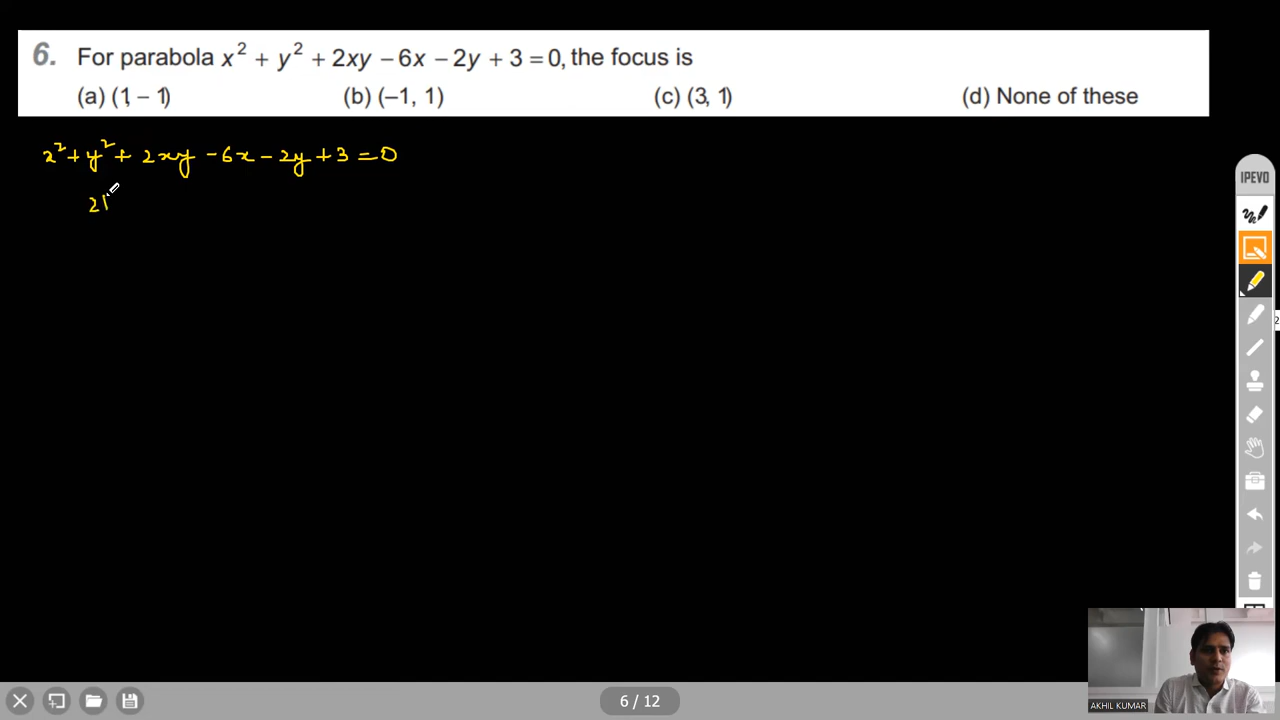 6. For parabola x² + y² + 2xy – 6x – 2y + 3 = 0, the focus is
(a) (1, – 1) (b) (–1, 1) (c) (3, 1) (d) None of these
x² + y² + 2xy - 6x - 2y + 3 = 0
IPEVO
2
6 / 12
AKHIL KUMAR